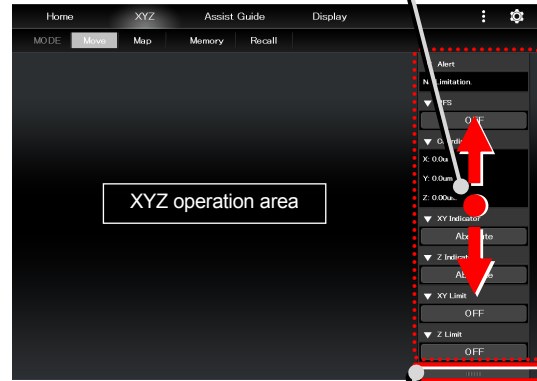 Home XYZ Assist Guide Display
MODE Move Map Memory Recall
Alert
Limitation.
OFF
X: 0.0u
Y: 0.0um
XYZ operation area
Z: 0.00u
XY Indicator
Z Indicator
XY Limit
OFF
Z Limit
OFF